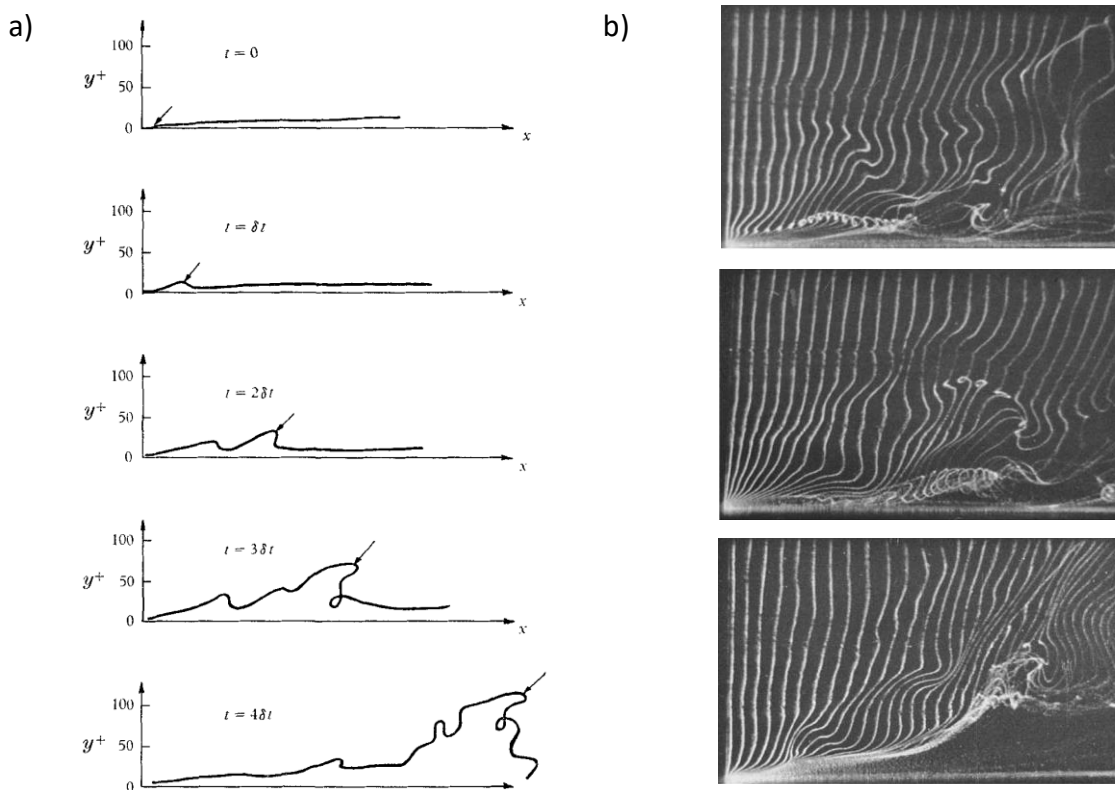 a)
b)
100
50
y+
0
t = 0
x
100
50
y+
0
t = δt
x
100
50
y+
0
t = 2δt
x
100
50
y+
0
t = 3δt
x
100
50
y+
0
t = 4δt